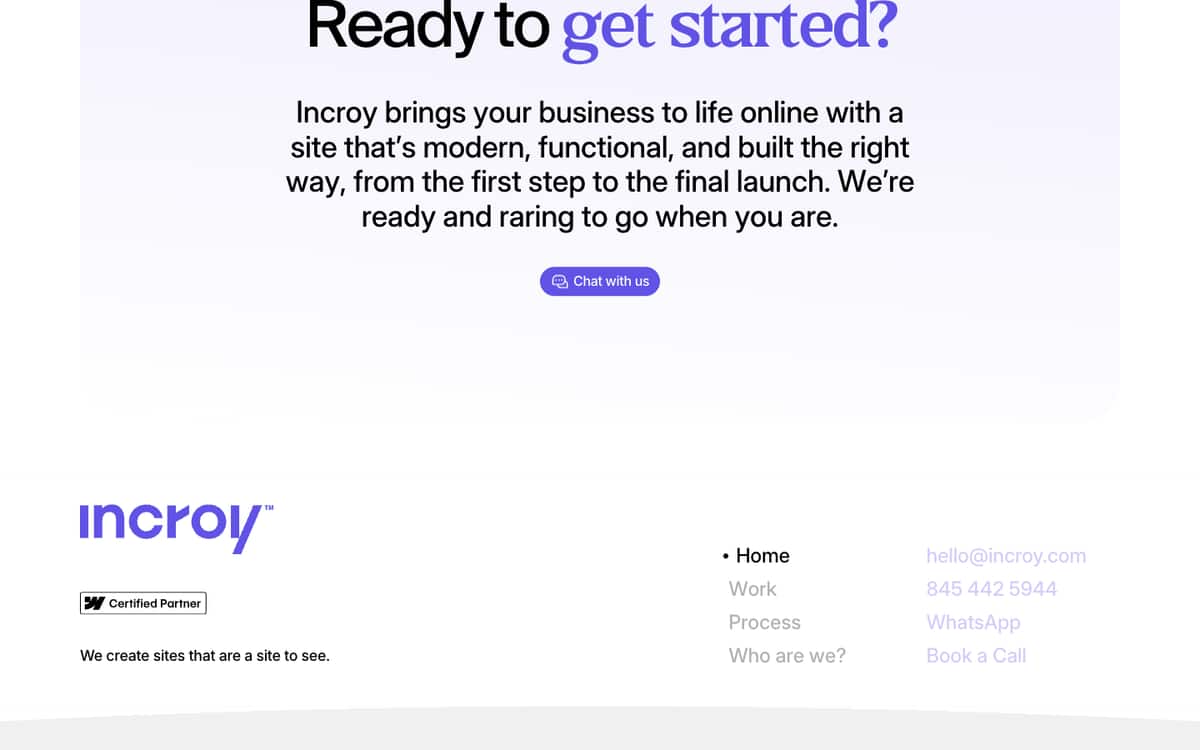 Ready to get started?
Incroy brings your business to life online with a
site that’s modern, functional, and built the right
way, from the first step to the final launch. We’re
ready and raring to go when you are.
Chat with us
incroy™
Certified Partner
We create sites that are a site to see.
• Home
Work
Process
Who are we?
hello@incroy.com
845 442 5944
WhatsApp
Book a Call